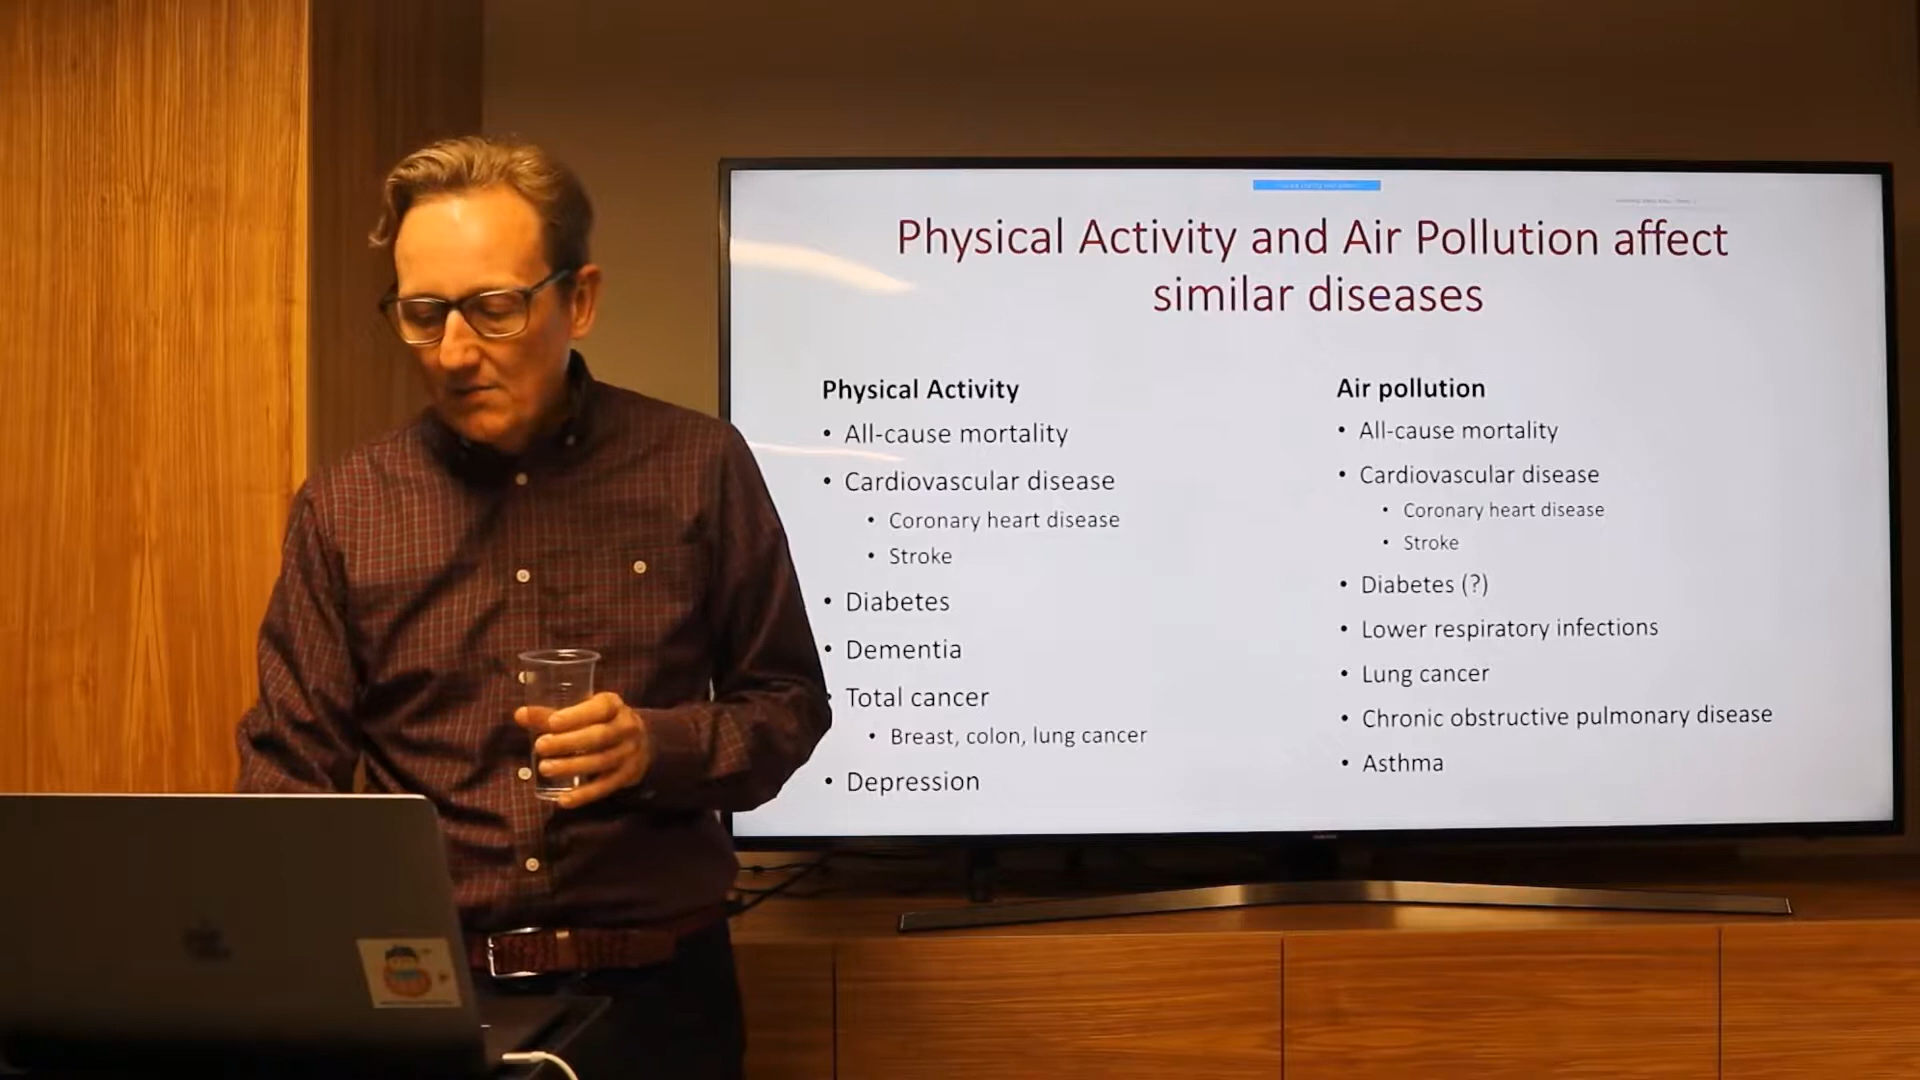 Physical Activity and Air Pollution affect
similar diseases
Physical Activity
• All-cause mortality
• Cardiovascular disease
• Coronary heart disease
• Stroke
• Diabetes
• Dementia
• Total cancer
• Breast, colon, lung cancer
• Depression
Air pollution
• All-cause mortality
• Cardiovascular disease
• Coronary heart disease
• Stroke
• Diabetes (?)
• Lower respiratory infections
• Lung cancer
• Chronic obstructive pulmonary disease
• Asthma